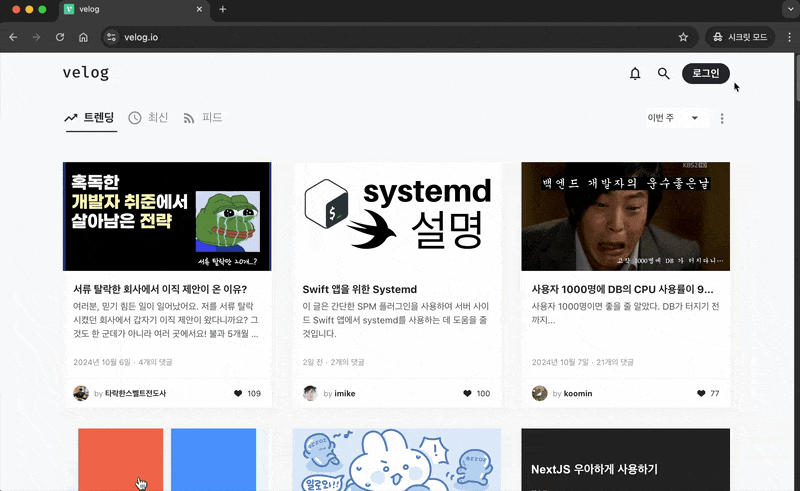 velog
velog.io
시크릿 모드
velog
로그인
트렌딩
최신
피드
이번 주
혹독한
개발자 취준에서
살아남은 전략
서류 탈락만 20개...?
서류 탈락한 회사에서 이직 제안이 온 이유?
여러분, 믿기 힘든 일이 일어났어요. 저를 서류 탈락
시켰던 회사에서 갑자기 이직 제안이 왔다니까요? 그
것도 한 군데가 아니라 여러 곳에서요! 불과 5개월 ...
2024년 10월 6일 · 4개의 댓글
by 타락한스벨트전도사
109
$_
systemd
설명
Swift 앱을 위한 Systemd
이 글은 간단한 SPM 플러그인을 사용하여 서버 사이
드 Swift 앱에서 systemd를 사용하는 데 도움을 줄
것입니다.
2일 전 · 2개의 댓글
by imike
100
KBS2
백엔드 개발자의 운수좋은날
고작 1000명에 DB 가 터지다니...
사용자 1000명에 DB의 CPU 사용률이 9...
사용자 1000명이면 좋을 줄 알았다. DB가 터지기 전
까지...
2024년 10월 7일 · 21개의 댓글
by koomin
77
error
error
일로와!!
NextJS 우아하게 사용하기